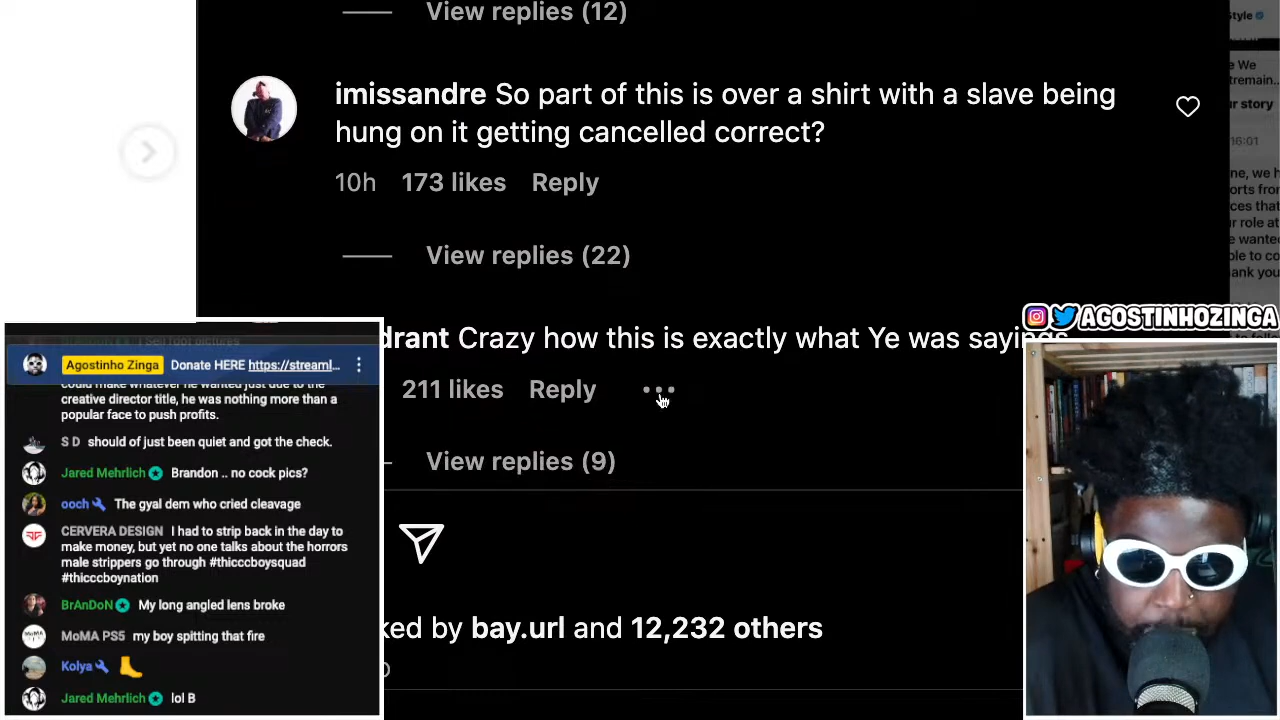 View replies (12)
imissandre So part of this is over a shirt with a slave being
hung on it getting cancelled correct?
10h 173 likes Reply
View replies (22)
drant Crazy how this is exactly what Ye was sayings
211 likes Reply
View replies (9)
ked by bay.url and 12,232 others
Agostinho Zinga Donate HERE https://streaml...
could make whatever he wanted just due to the
creative director title, he was nothing more than a
popular face to push profits.
S D should of just been quiet and got the check.
Jared Mehrlich Brandon .. no cock pics?
ooch The gyal dem who cried cleavage
CERVERA DESIGN I had to strip back in the day to
make money, but yet no one talks about the horrors
male strippers go through #thicccboysquad
#thicccboynation
BrAnDoN My long angled lens broke
MoMA PS5 my boy spitting that fire
Kolya
Jared Mehrlich lol B
AGOSTINHOZINGA
tyle
e We
tremain..
ur story
16:01
ne, we h
orts fror
ces that
r role at
e wanted
ble to co
ank you